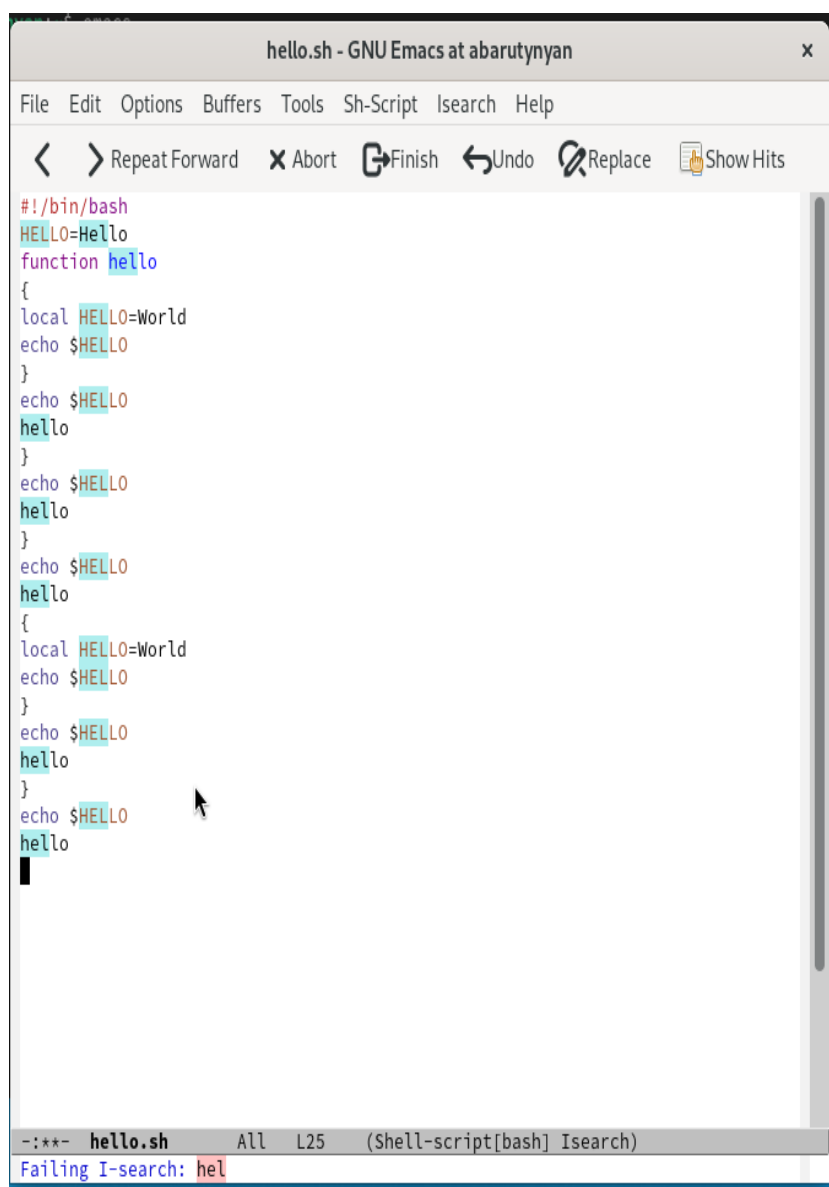 hello.sh - GNU Emacs at abarutynyan ×
File Edit Options Buffers Tools Sh-Script Isearch Help
Repeat Forward Abort Finish Undo Replace Show Hits
#!/bin/bash
HELLO=Hello
function hello
{
local HELLO=World
echo $HELLO
}
echo $HELLO
hello
}
echo $HELLO
hello
}
echo $HELLO
hello
{
local HELLO=World
echo $HELLO
}
echo $HELLO
hello
}
echo $HELLO
hello
-:**- hello.sh All L25 (Shell-script[bash] Isearch)
Failing I-search: hel